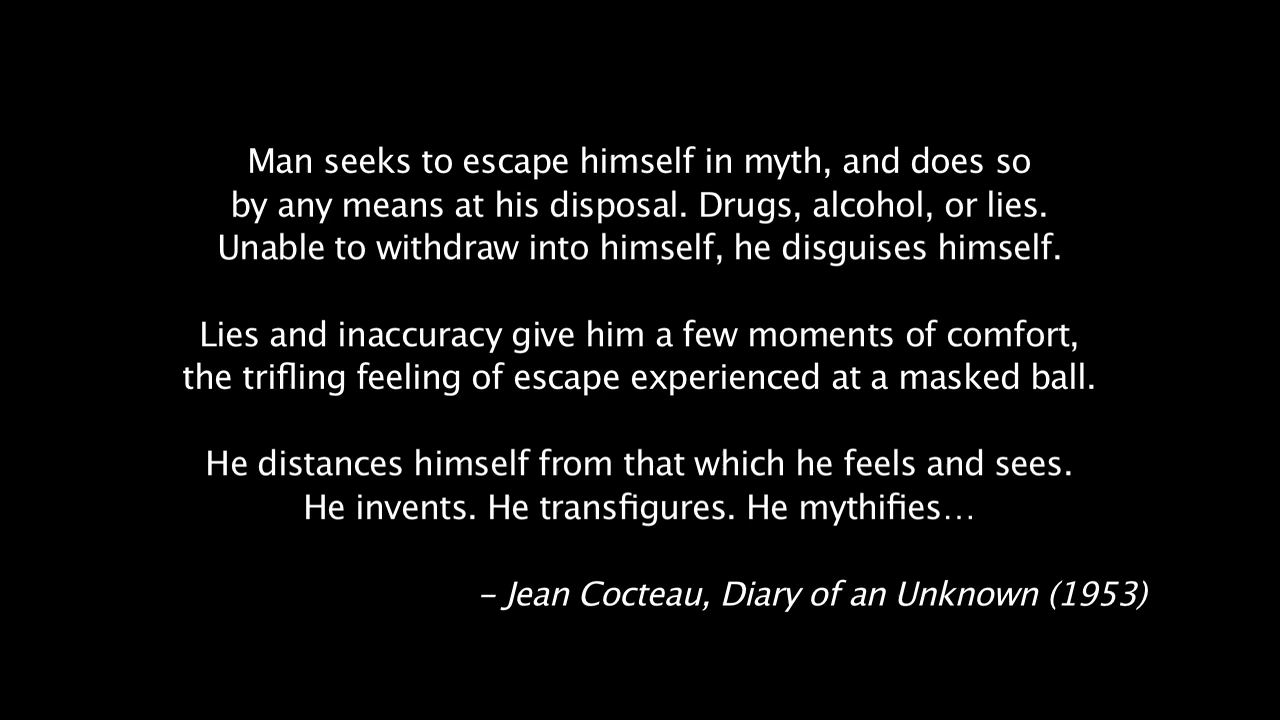 Man seeks to escape himself in myth, and does so
by any means at his disposal. Drugs, alcohol, or lies.
Unable to withdraw into himself, he disguises himself.
Lies and inaccuracy give him a few moments of comfort,
the trifling feeling of escape experienced at a masked ball.
He distances himself from that which he feels and sees.
He invents. He transfigures. He mythifies…
– Jean Cocteau, Diary of an Unknown (1953)